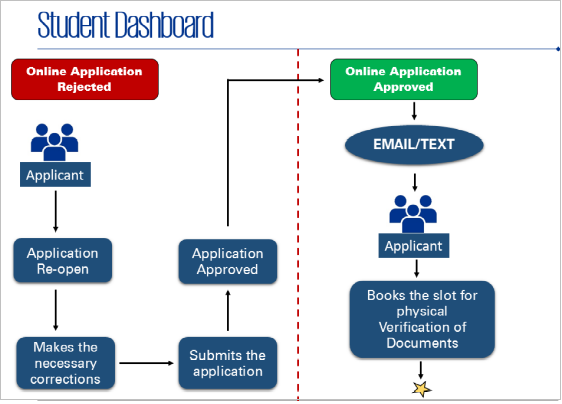 Student Dashboard
Online Application
Rejected
Applicant
Application
Re-open
Makes the
necessary
corrections
Submits the
application
Application
Approved
Online Application
Approved
EMAIL/TEXT
Applicant
Books the slot for
physical
Verification of
Documents